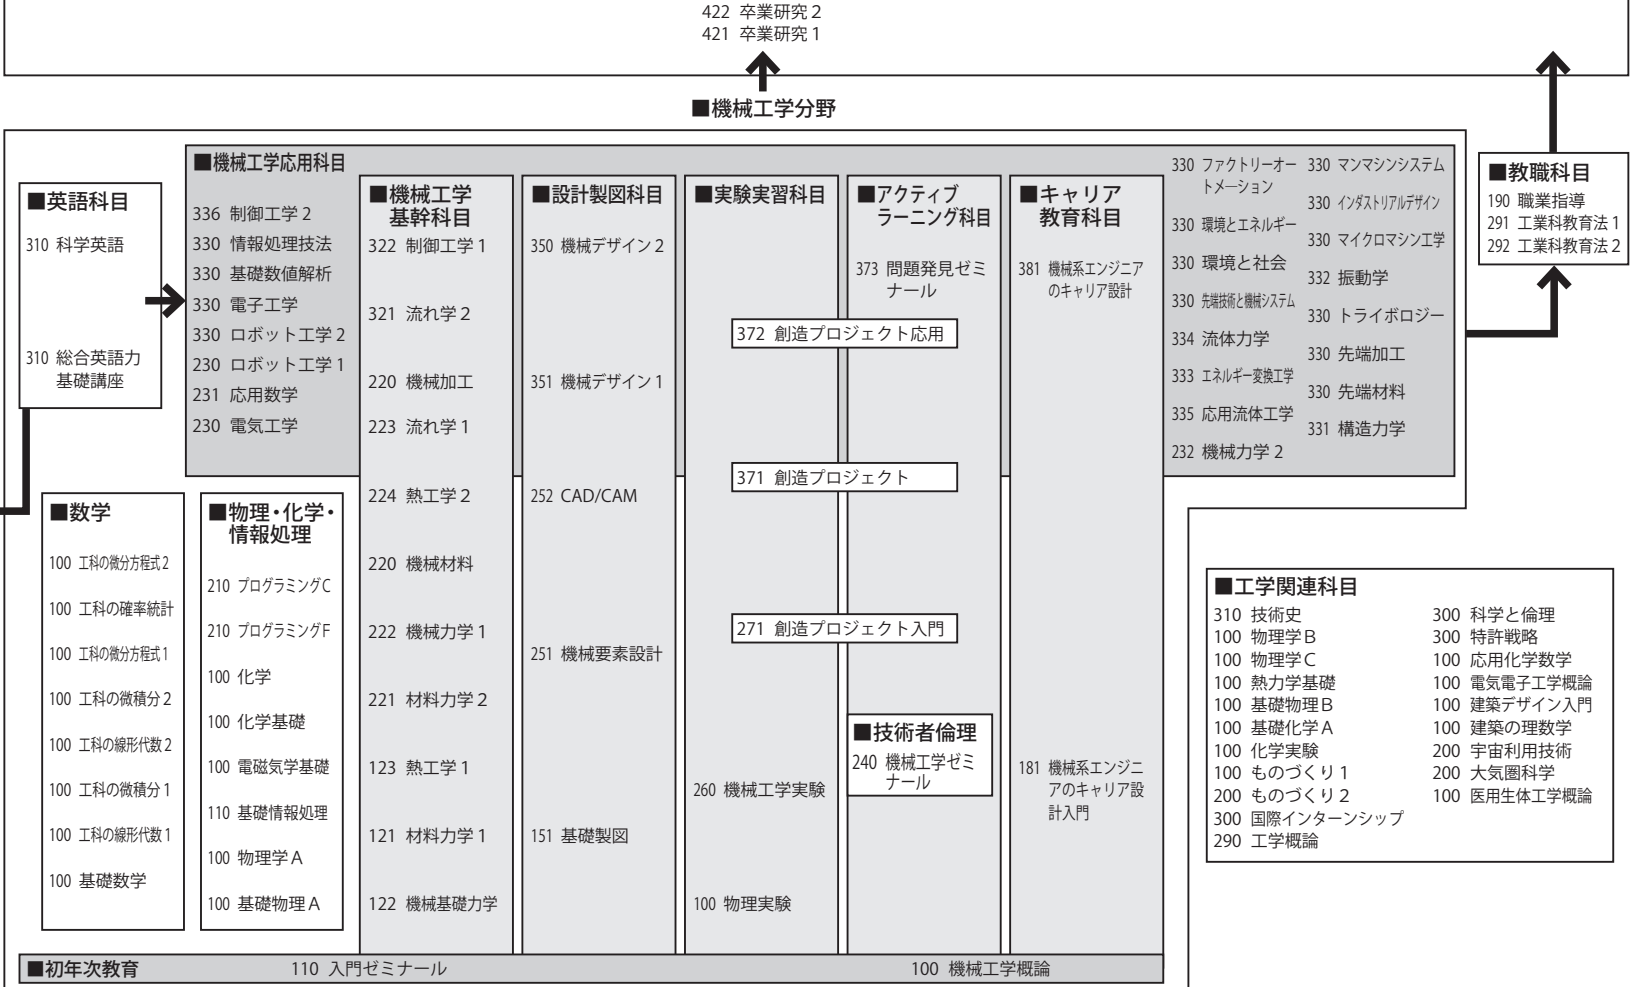 422 卒業研究2
421 卒業研究1
■機械工学分野
■英語科目
310 科学英語
310 総合英語力
基礎講座
■機械工学応用科目
336 制御工学2
330 情報処理技法
330 基礎数値解析
330 電子工学
330 ロボット工学2
230 ロボット工学1
231 応用数学
230 電気工学
■機械工学
基幹科目
322 制御工学1
321 流れ学2
220 機械加工
223 流れ学1
224 熱工学2
220 機械材料
222 機械力学1
221 材料力学2
123 熱工学1
121 材料力学1
122 機械基礎力学
■設計製図科目
350 機械デザイン2
351 機械デザイン1
252 CAD/CAM
251 機械要素設計
151 基礎製図
■実験実習科目
372 創造プロジェクト応用
371 創造プロジェクト
271 創造プロジェクト入門
260 機械工学実験
100 物理実験
■アクティブ
ラーニング科目
373 問題発見ゼミ
ナール
■技術者倫理
240 機械工学ゼミ
ナール
■キャリア
教育科目
381 機械系エンジニア
のキャリア設計
181 機械系エンジニ
アのキャリア設
計入門
330 ファクトリーオー
トメーション
330 環境とエネルギー
330 環境と社会
330 先端技術と機械システム
334 流体力学
333 エネルギー変換工学
335 応用流体工学
232 機械力学2
330 マンマシンシステム
330 インダストリアルデザイン
330 マイクロマシン工学
332 振動学
330 トライボロジー
330 先端加工
330 先端材料
331 構造力学
■教職科目
190 職業指導
291 工業科教育法1
292 工業科教育法2
■数学
100 工科の微分方程式2
100 工科の確率統計
100 工科の微分方程式1
100 工科の微積分2
100 工科の線形代数2
100 工科の微積分1
100 工科の線形代数1
100 基礎数学
■物理・化学・
情報処理
210 プログラミングC
210 プログラミングF
100 化学
100 化学基礎
100 電磁気学基礎
110 基礎情報処理
100 物理学A
100 基礎物理A
■工学関連科目
310 技術史
100 物理学B
100 物理学C
100 熱力学基礎
100 基礎物理B
100 基礎化学A
100 化学実験
100 ものづくり1
200 ものづくり2
300 国際インターンシップ
290 工学概論
300 科学と倫理
300 特許戦略
100 応用化学数学
100 電気電子工学概論
100 建築デザイン入門
100 建築の理数学
200 宇宙利用技術
200 大気圏科学
100 医用生体工学概論
■初年次教育
110 入門ゼミナール
100 機械工学概論